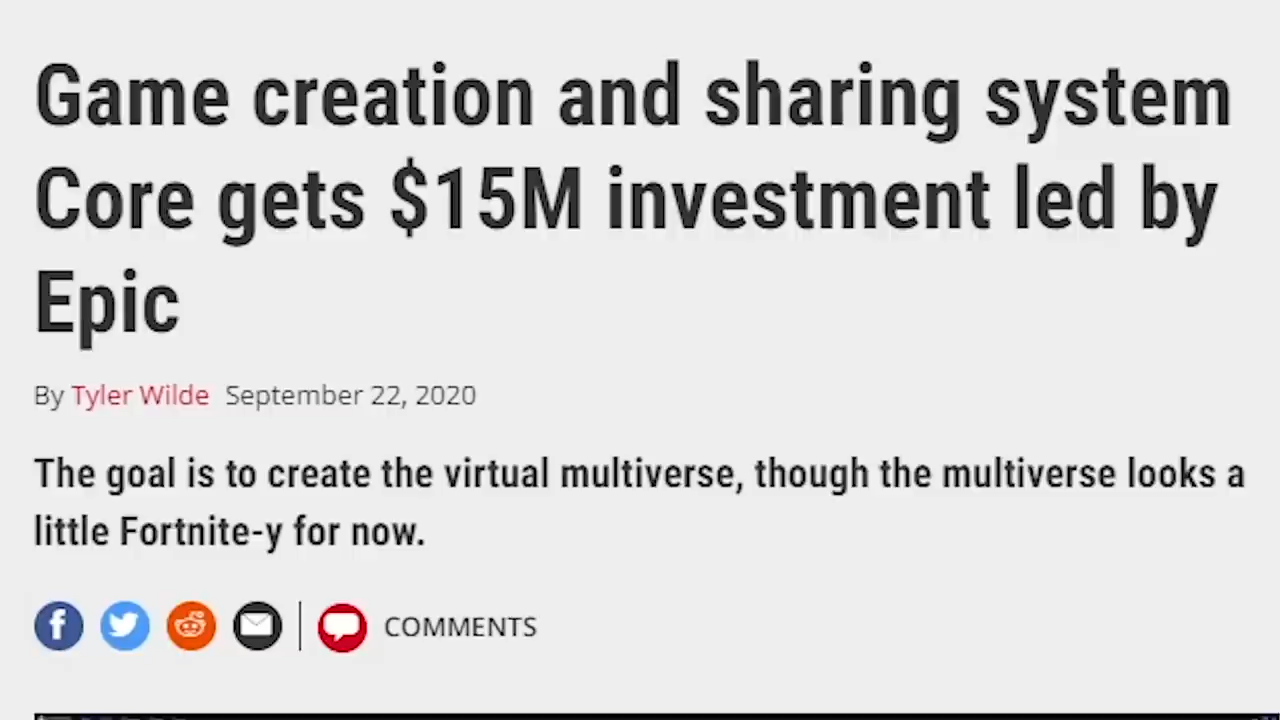 Game creation and sharing system
Core gets $15M investment led by
Epic
By Tyler Wilde September 22, 2020
The goal is to create the virtual multiverse, though the multiverse looks a
little Fortnite-y for now.
COMMENTS